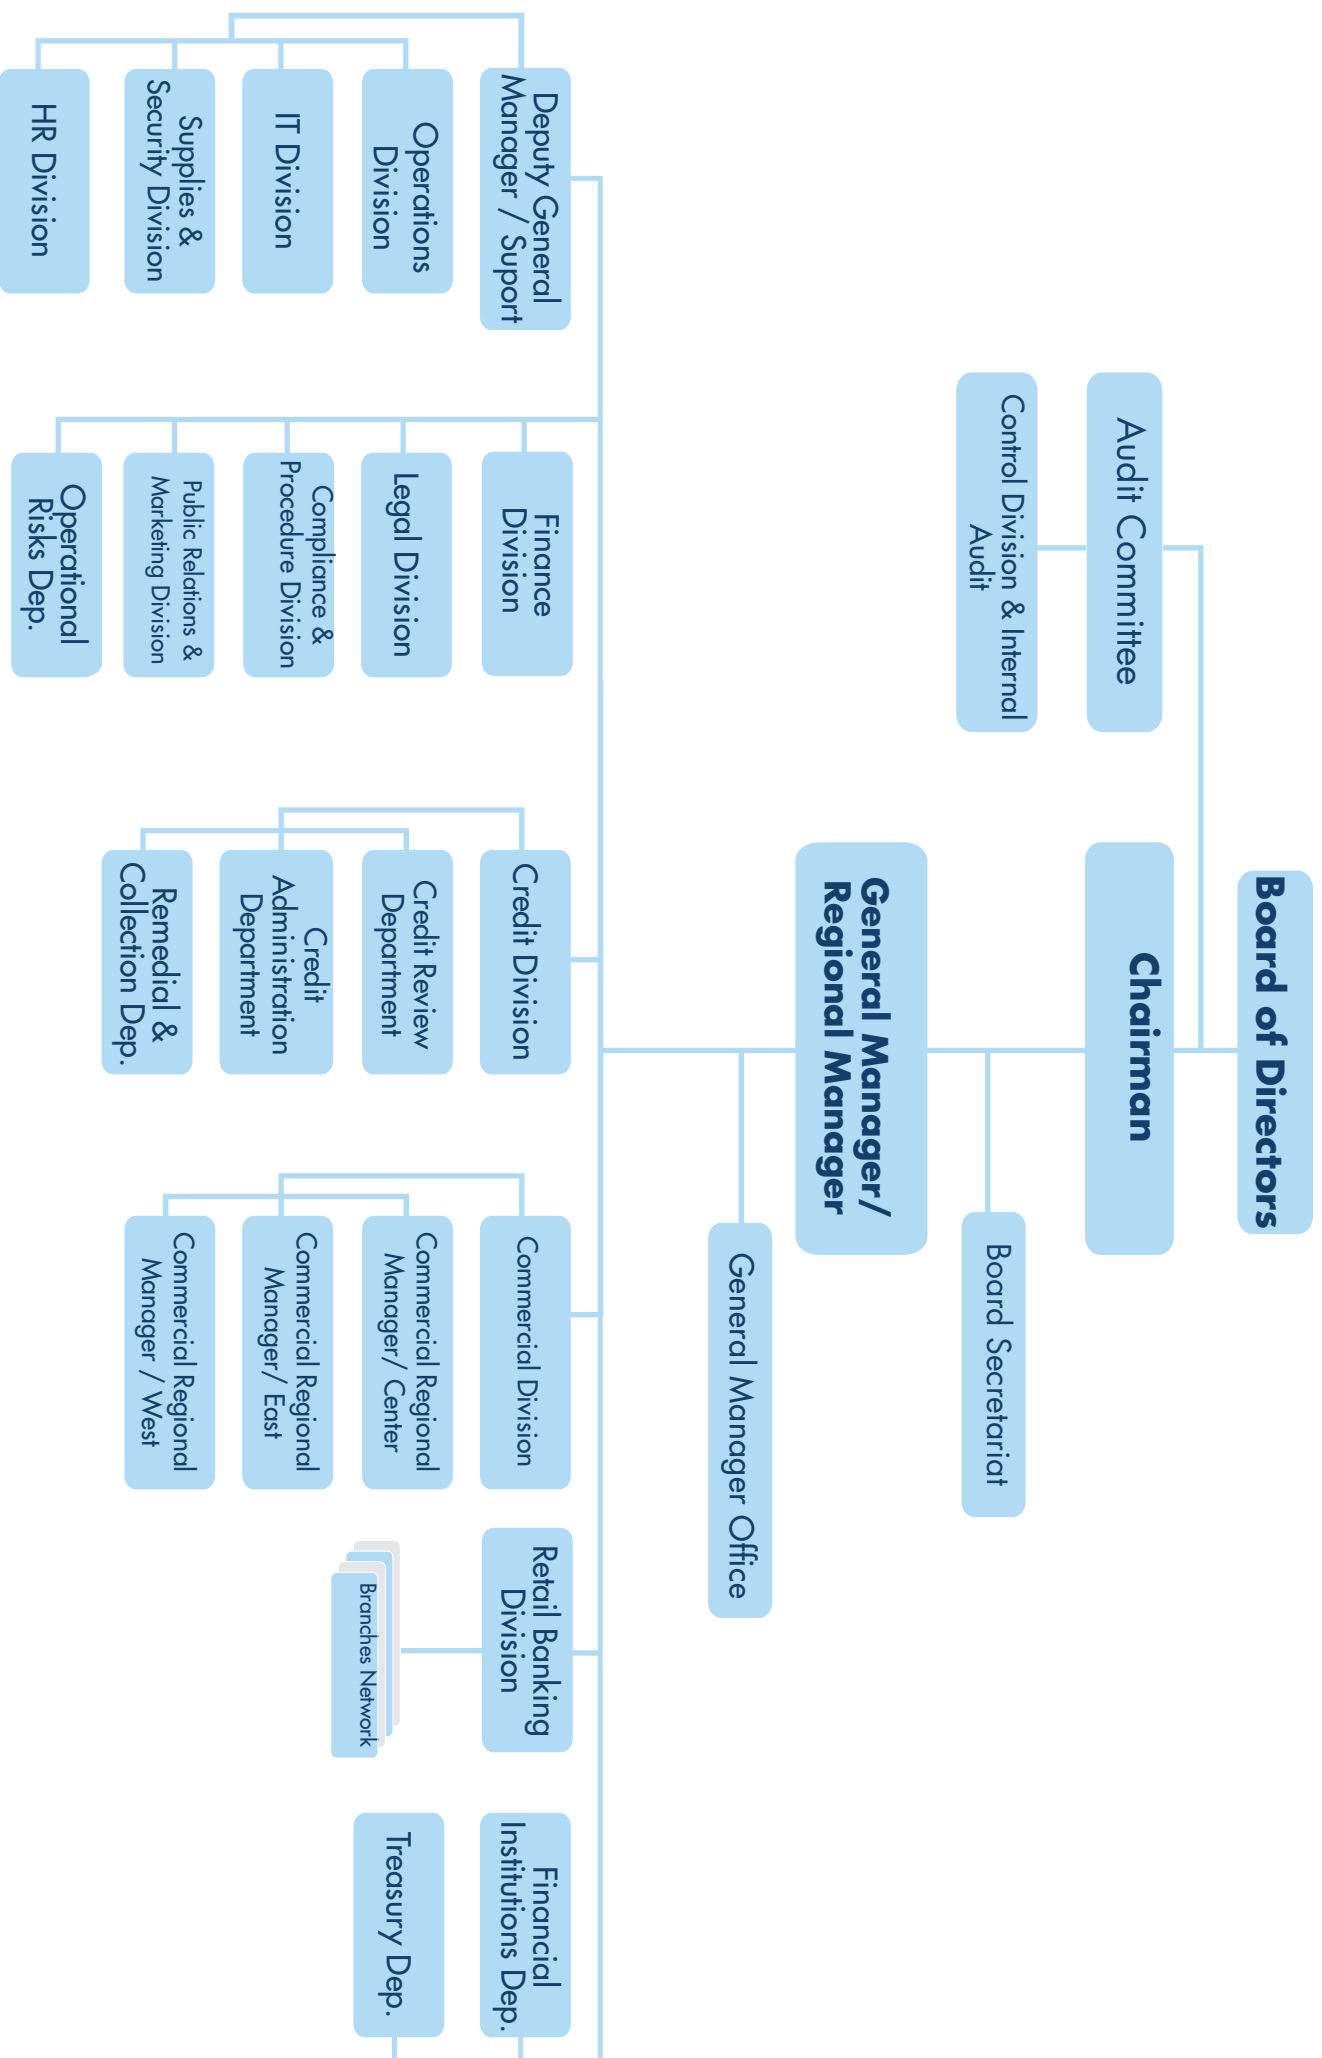 Board of Directors
Chairman
Audit Committee
Control Division & Internal
Audit
Board Secretariat
General Manager/
Regional Manager
General Manager Office
Deputy General
Manager / Suport
Operations
Division
IT Division
Supplies &
Security Division
HR Division
Finance
Division
Legal Division
Compliance &
Procedure Division
Public Relations &
Marketing Division
Operational
Risks Dep.
Credit Division
Credit Review
Department
Credit
Administration
Department
Remedial &
Collection Dep.
Commercial Division
Commercial Regional
Manager/ Center
Commercial Regional
Manager/ East
Commercial Regional
Manager / West
Retail Banking
Division
Branches Network
Financial
Institutions Dep.
Treasury Dep.